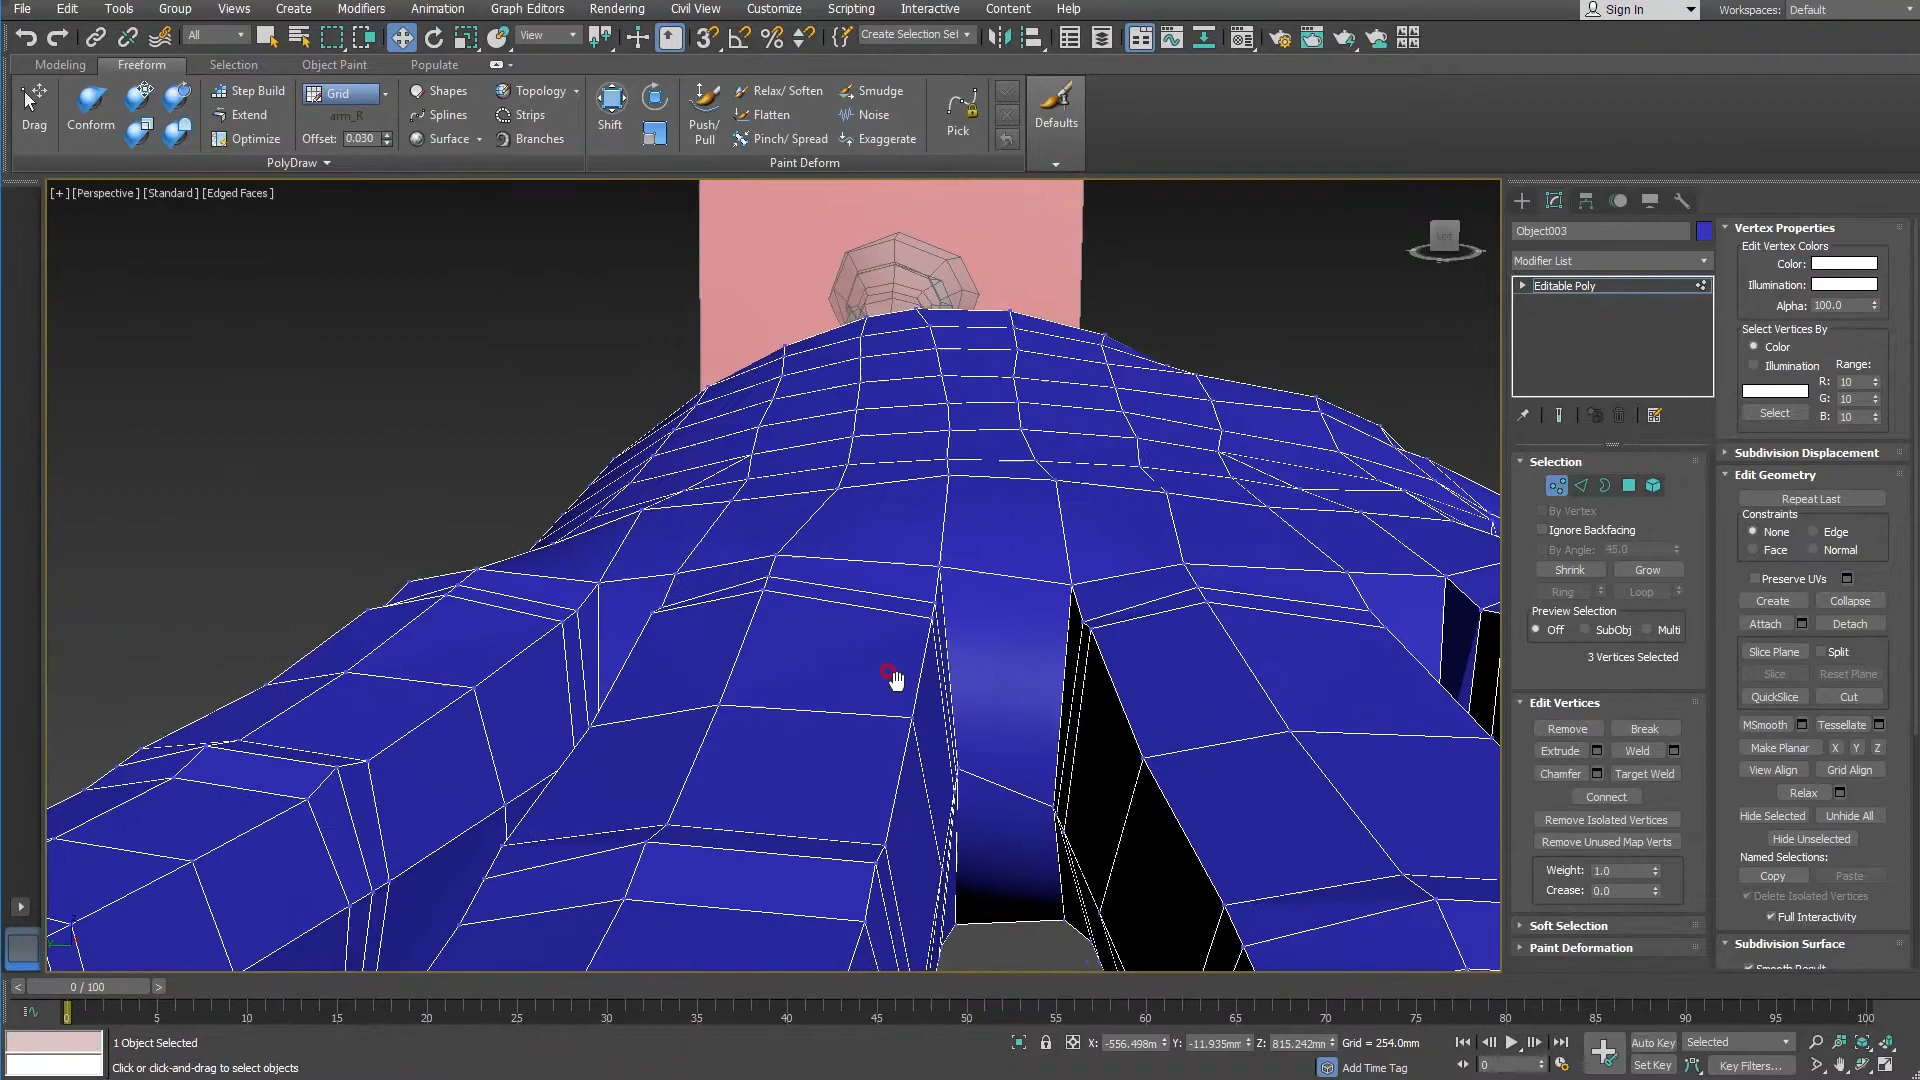 File Edit Tools Group Views Create Modifiers Animation Graph Editors Rendering Civil View Customize Scripting Interactive Content Help Sign In Workspaces: Default
All View Create Selection Set
Modeling Freeform Selection Object Paint Populate
Drag Conform Step Build Extend Optimize Grid arm_R Offset: 0.030 Shapes Splines Surface Topology Strips Branches Shift Push/ Pull Relax/ Soften Flatten Pinch/ Spread Smudge Noise Exaggerate Pick Defaults
PolyDraw Paint Deform
[+] [Perspective] [Standard] [Edged Faces]
Object003
Modifier List
Editable Poly
Selection
By Vertex
Ignore Backfacing
By Angle: 45.0
Shrink Grow
Ring Loop
Preview Selection
Off SubObj Multi
3 Vertices Selected
Edit Vertices
Remove Break
Extrude Weld
Chamfer Target Weld
Connect
Remove Isolated Vertices
Remove Unused Map Verts
Weight: 1.0
Crease: 0.0
Soft Selection
Paint Deformation
Vertex Properties
Edit Vertex Colors
Color:
Illumination:
Alpha: 100.0
Select Vertices By
Color
Illumination Range:
R: 10
G: 10
Select B: 10
Subdivision Displacement
Edit Geometry
Repeat Last
Constraints
None Edge
Face Normal
Preserve UVs
Create Collapse
Attach Detach
Slice Plane Split
Slice Reset Plane
QuickSlice Cut
MSmooth Tessellate
Make Planar X Y Z
View Align Grid Align
Relax
Hide Selected Unhide All
Hide Unselected
Named Selections:
Copy Paste
Delete Isolated Vertices
Full Interactivity
Subdivision Surface
Smooth Result
< 0 / 100 >
0 5 10 15 20 25 30 35 40 45 50 55 60 65 70 75 80 85 90 95 100
1 Object Selected X: -556.498m Y: -11.935mm Z: 815.242mm Grid = 254.0mm Auto Key Selected
Click or click-and-drag to select objects Add Time Tag 0 Set Key Key Filters...